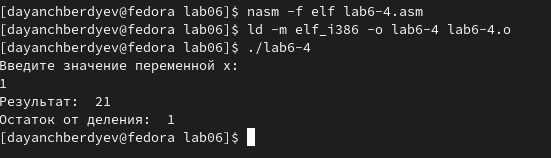 [dayanchberdyev@fedora lab06]$ nasm -f elf lab6-4.asm
[dayanchberdyev@fedora lab06]$ ld -m elf_i386 -o lab6-4 lab6-4.o
[dayanchberdyev@fedora lab06]$ ./lab6-4
Введите значение переменной x:
1
Результат:  21
Остаток от деления:  1
[dayanchberdyev@fedora lab06]$